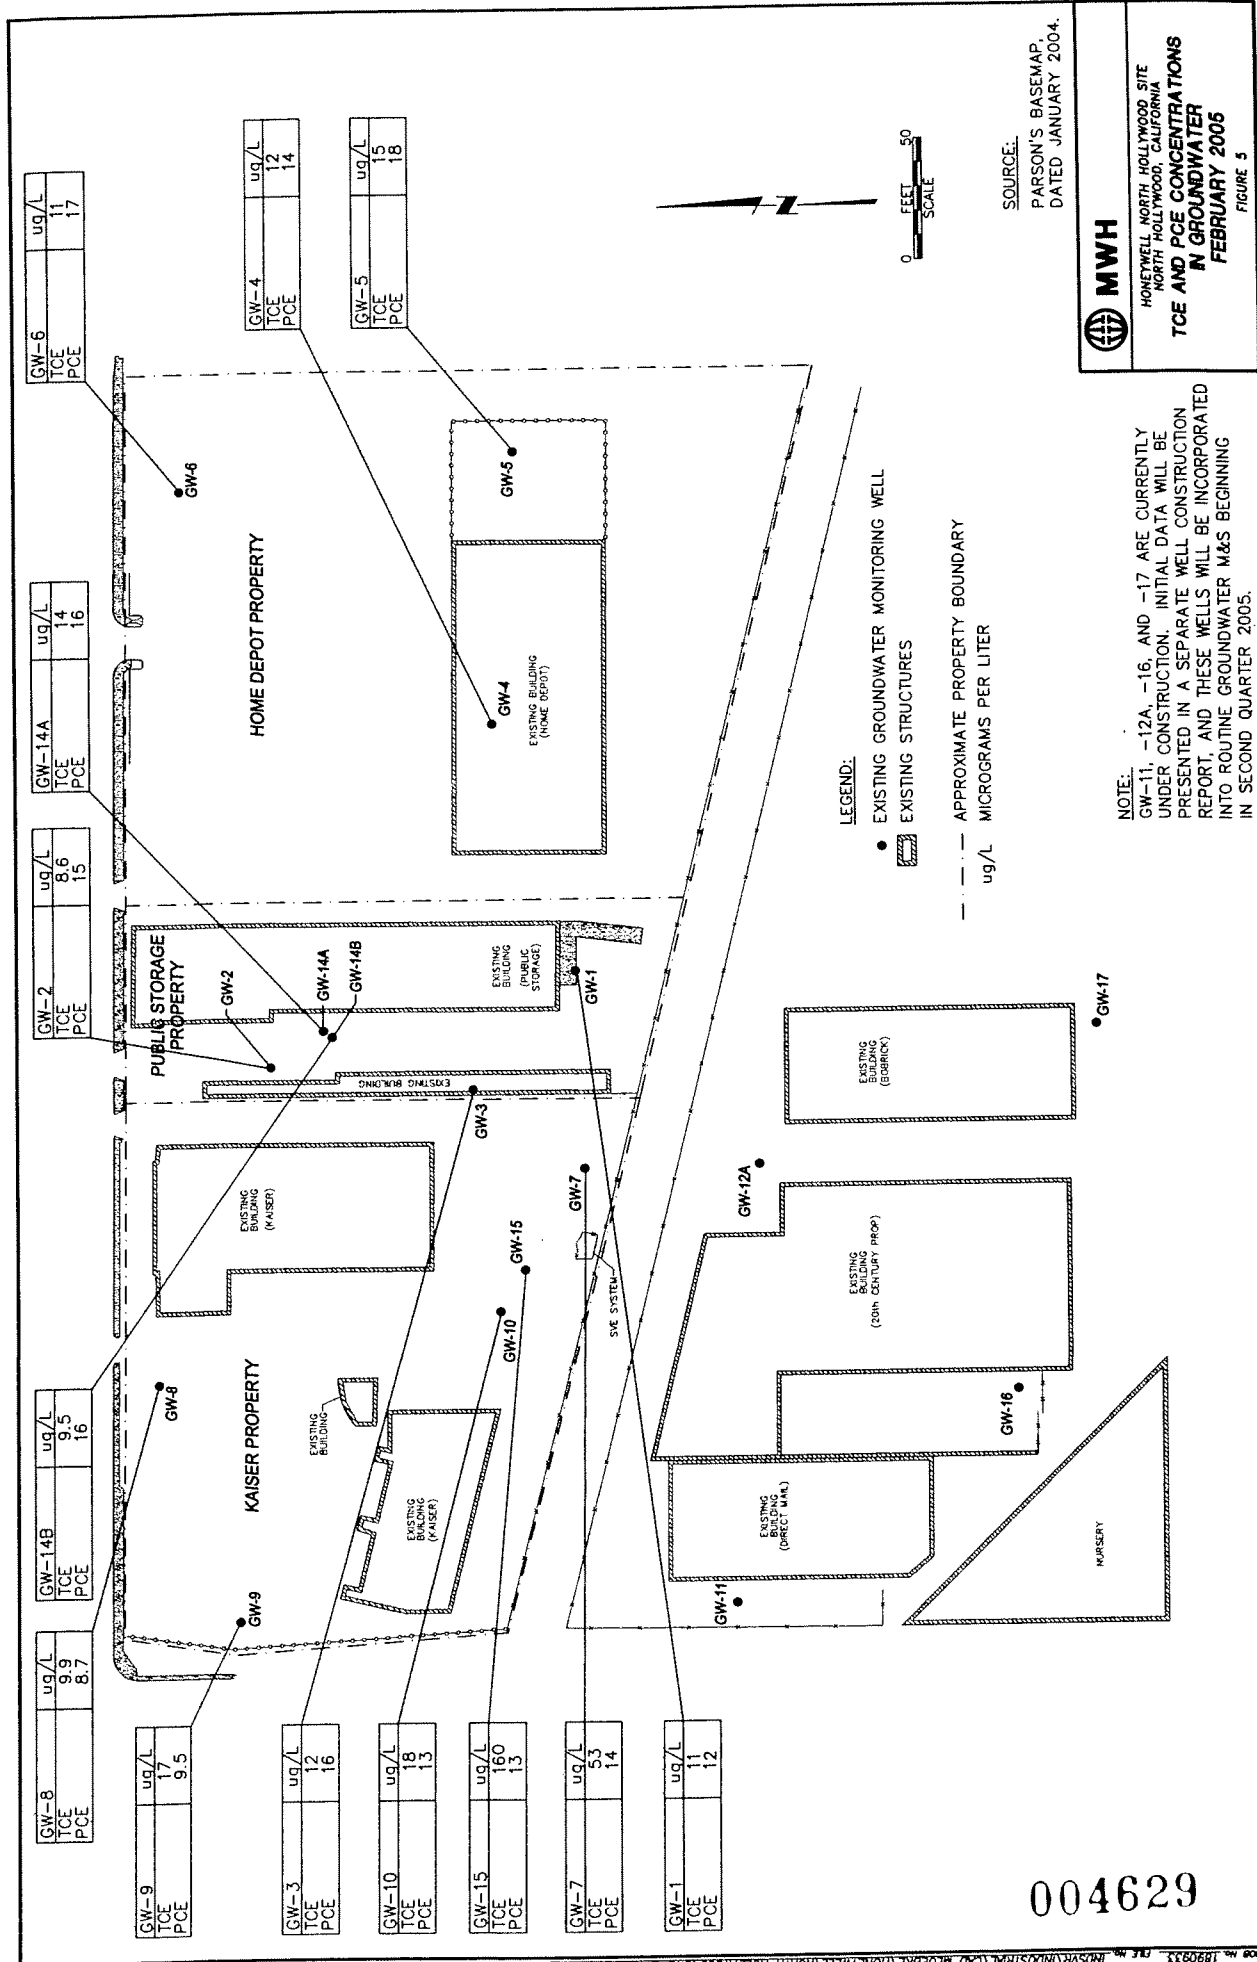 GW-8 ug/L
TCE 9.9
PCE 8.7
GW-14B ug/L
TCE 9.5
PCE 16
GW-2 ug/L
TCE 8.6
PCE 15
GW-14A ug/L
TCE 14
PCE 16
GW-6 ug/L
TCE 11
PCE 17
GW-9 ug/L
TCE 17
PCE 9.5
GW-3 ug/L
TCE 12
PCE 16
GW-10 ug/L
TCE 18
PCE 13
GW-15 ug/L
TCE 160
PCE 13
GW-7 ug/L
TCE 53
PCE 14
GW-1 ug/L
TCE 11
PCE 12
GW-4 ug/L
TCE 12
PCE 14
GW-5 ug/L
TCE 15
PCE 18
KAISER PROPERTY
GW-8
GW-9
EXISTING
BUILDING
EXISTING
BUILDING
(KAISER)
EXISTING
BUILDING
(KAISER)
GW-10
GW-15
GW-7
SVE SYSTEM
PUBLIC STORAGE
PROPERTY
GW-2
GW-14A
GW-14B
EXISTING BUILDING
GW-3
EXISTING
BUILDING
(PUBLIC
STORAGE)
GW-1
HOME DEPOT PROPERTY
GW-6
GW-4
EXISTING BUILDING
(HOME DEPOT)
GW-5
GW-11
EXISTING
BUILDING
(DIRECT MAIL)
NURSERY
GW-16
EXISTING
BUILDING
(20th CENTURY PROP)
GW-12A
EXISTING
BUILDING
(BOBRICK)
GW-17
LEGEND:
EXISTING GROUNDWATER MONITORING WELL
EXISTING STRUCTURES
APPROXIMATE PROPERTY BOUNDARY
ug/L MICROGRAMS PER LITER
N
0 FEET 50
SCALE
SOURCE:
PARSON'S BASEMAP,
DATED JANUARY 2004.
NOTE:
GW-11, -12A, -16, AND -17 ARE CURRENTLY
UNDER CONSTRUCTION. INITIAL DATA WILL BE
PRESENTED IN A SEPARATE WELL CONSTRUCTION
REPORT, AND THESE WELLS WILL BE INCORPORATED
INTO ROUTINE GROUNDWATER M&S BEGINNING
IN SECOND QUARTER 2005.
MWH
HONEYWELL NORTH HOLLYWOOD SITE
NORTH HOLLYWOOD, CALIFORNIA
TCE AND PCE CONCENTRATIONS
IN GROUNDWATER
FEBRUARY 2005
FIGURE 5
004629
1890933